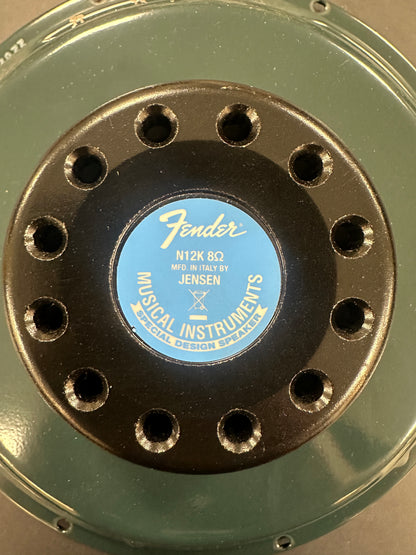 Fender
N12K 8Ω
MFD. IN ITALY BY
JENSEN
MUSICAL INSTRUMENTS
SPECIAL DESIGN SPEAKER